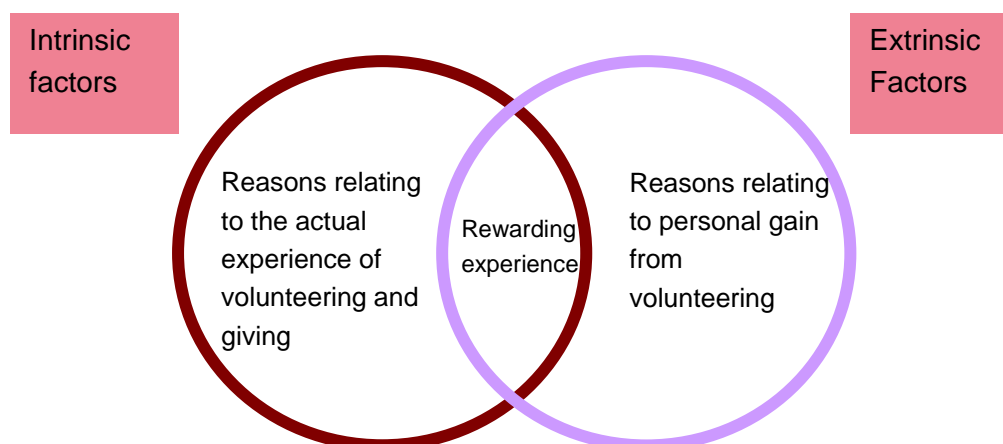 Intrinsic
factors
Extrinsic
Factors
Reasons relating
to the actual
experience of
volunteering and
giving
Rewarding
experience
Reasons relating
to personal gain
from
volunteering